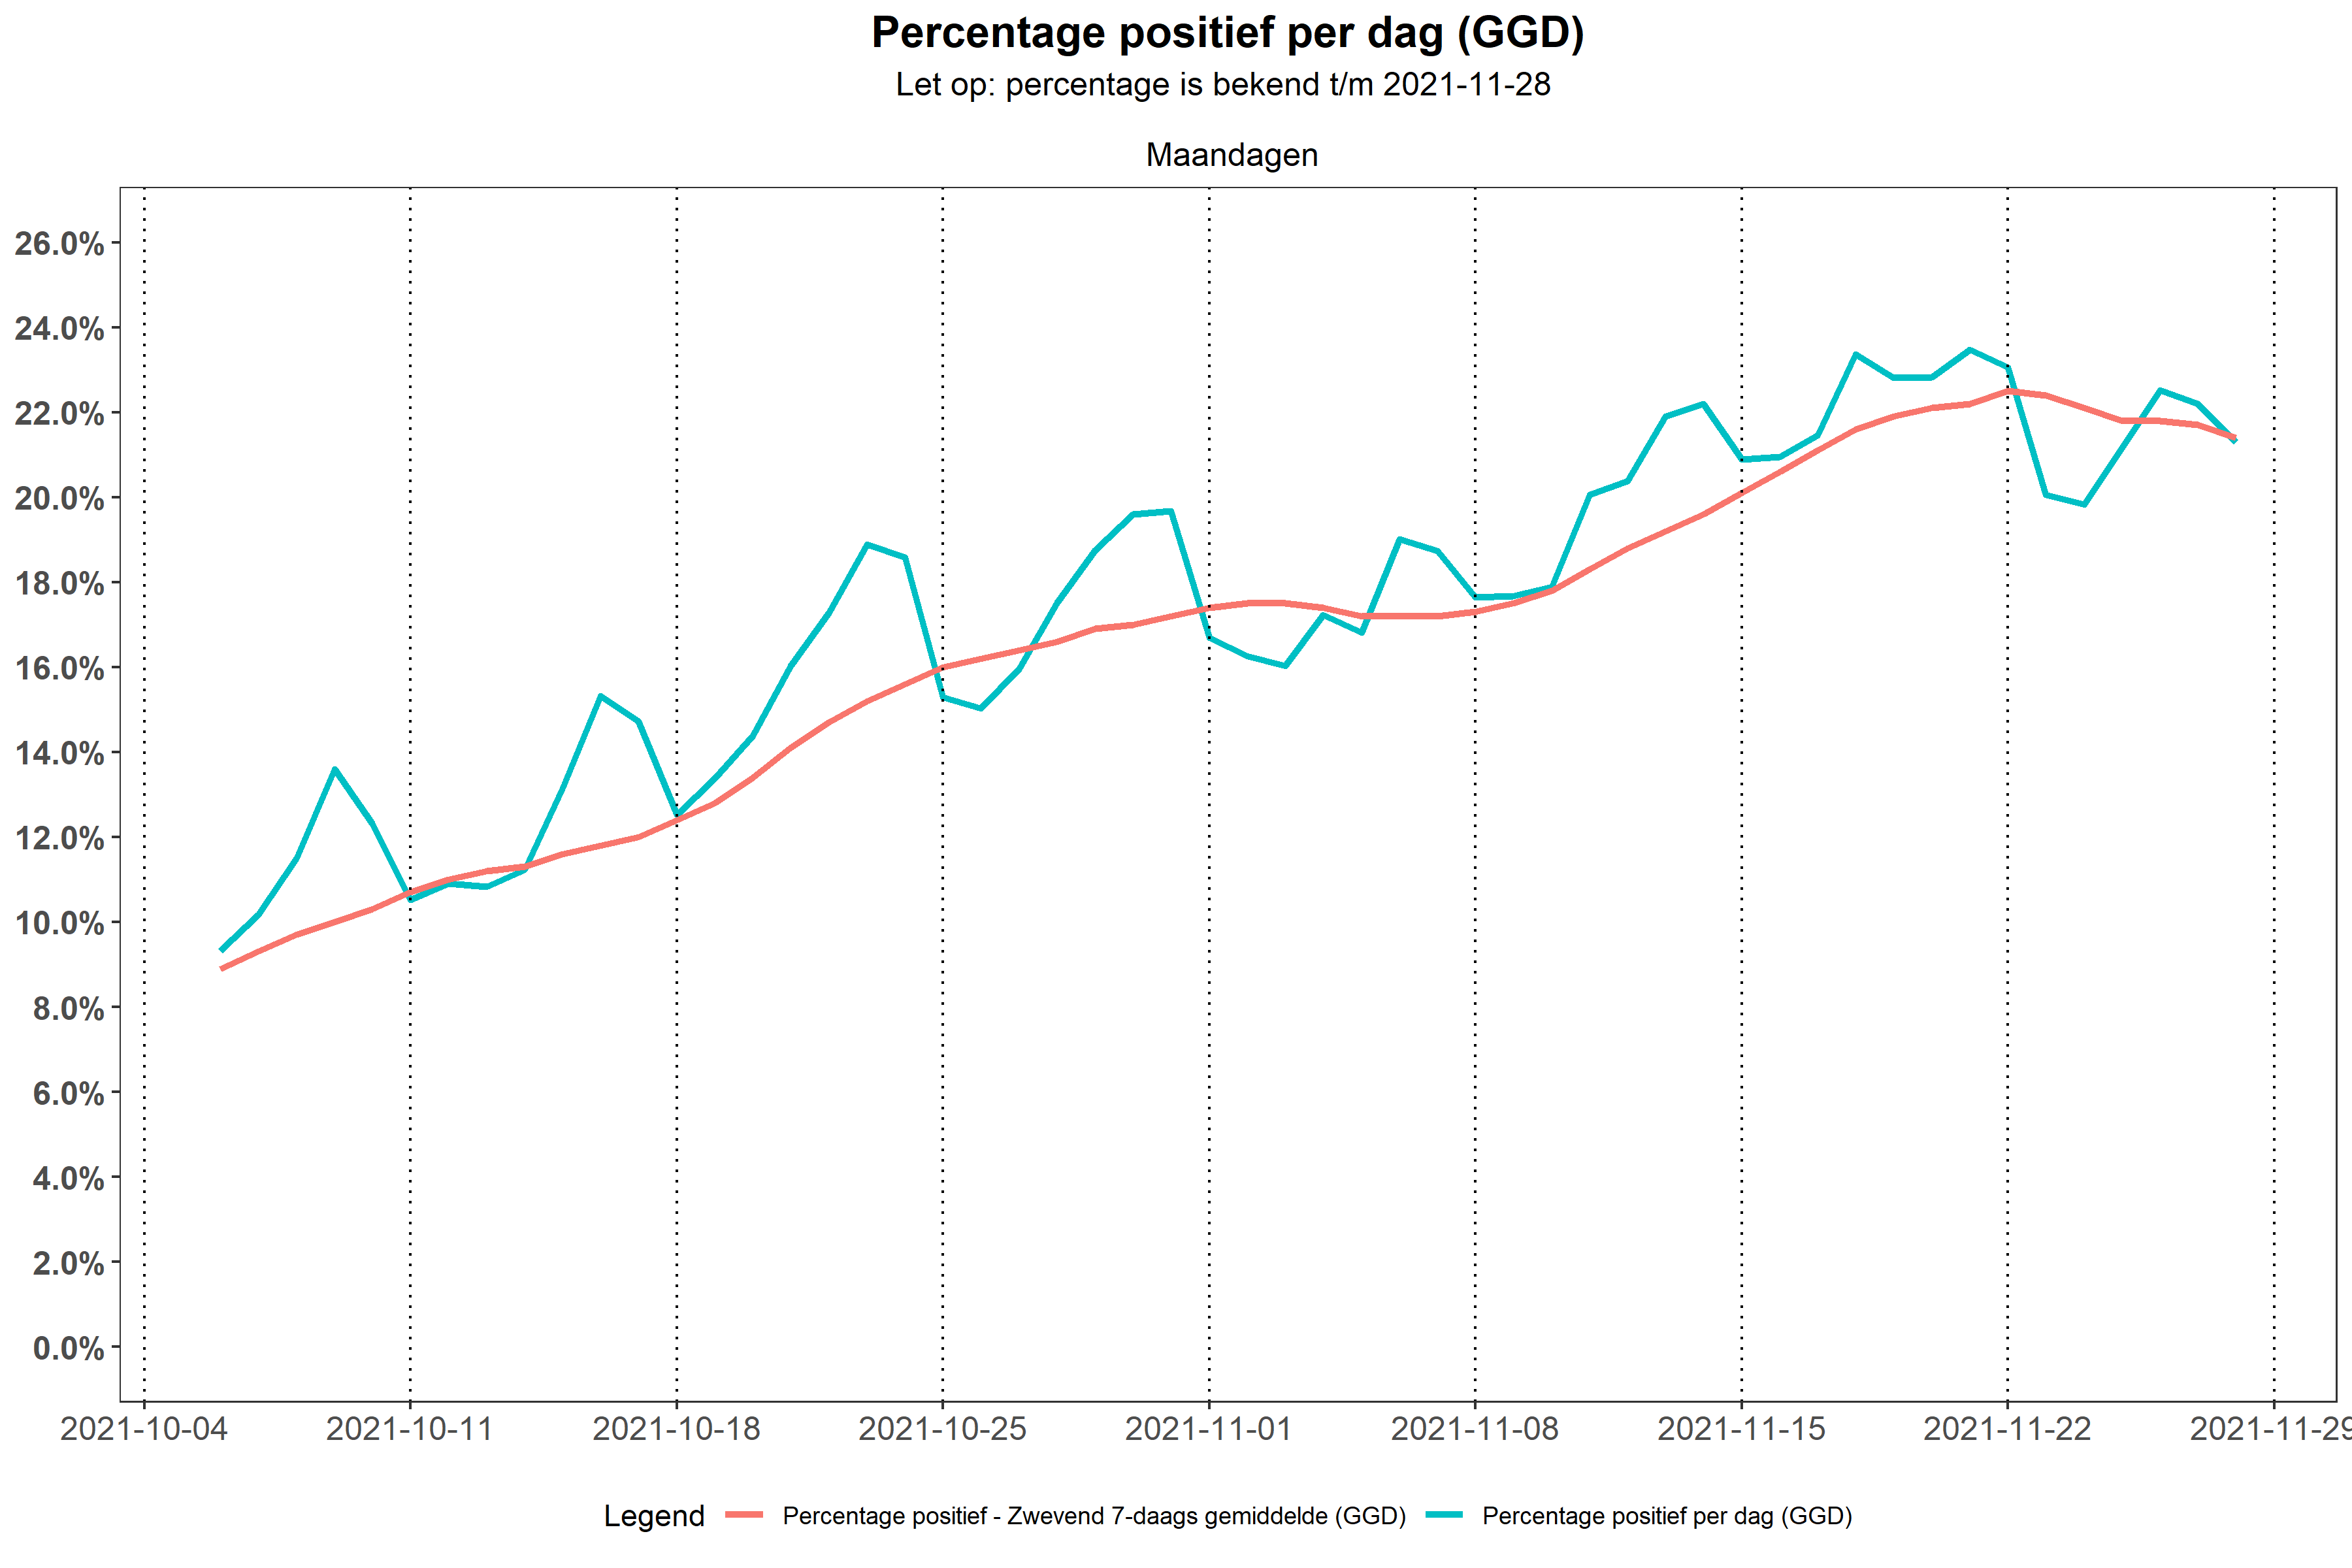 Percentage positief per dag (GGD)
Let op: percentage is bekend t/m 2021-11-28
Maandagen
26.0%
24.0%
22.0%
20.0%
18.0%
16.0%
14.0%
12.0%
10.0%
8.0%
6.0%
4.0%
2.0%
0.0%
2021-10-04 2021-10-11 2021-10-18 2021-10-25 2021-11-01 2021-11-08 2021-11-15 2021-11-22 2021-11-29
Legend Percentage positief - Zwevend 7-daags gemiddelde (GGD) Percentage positief per dag (GGD)